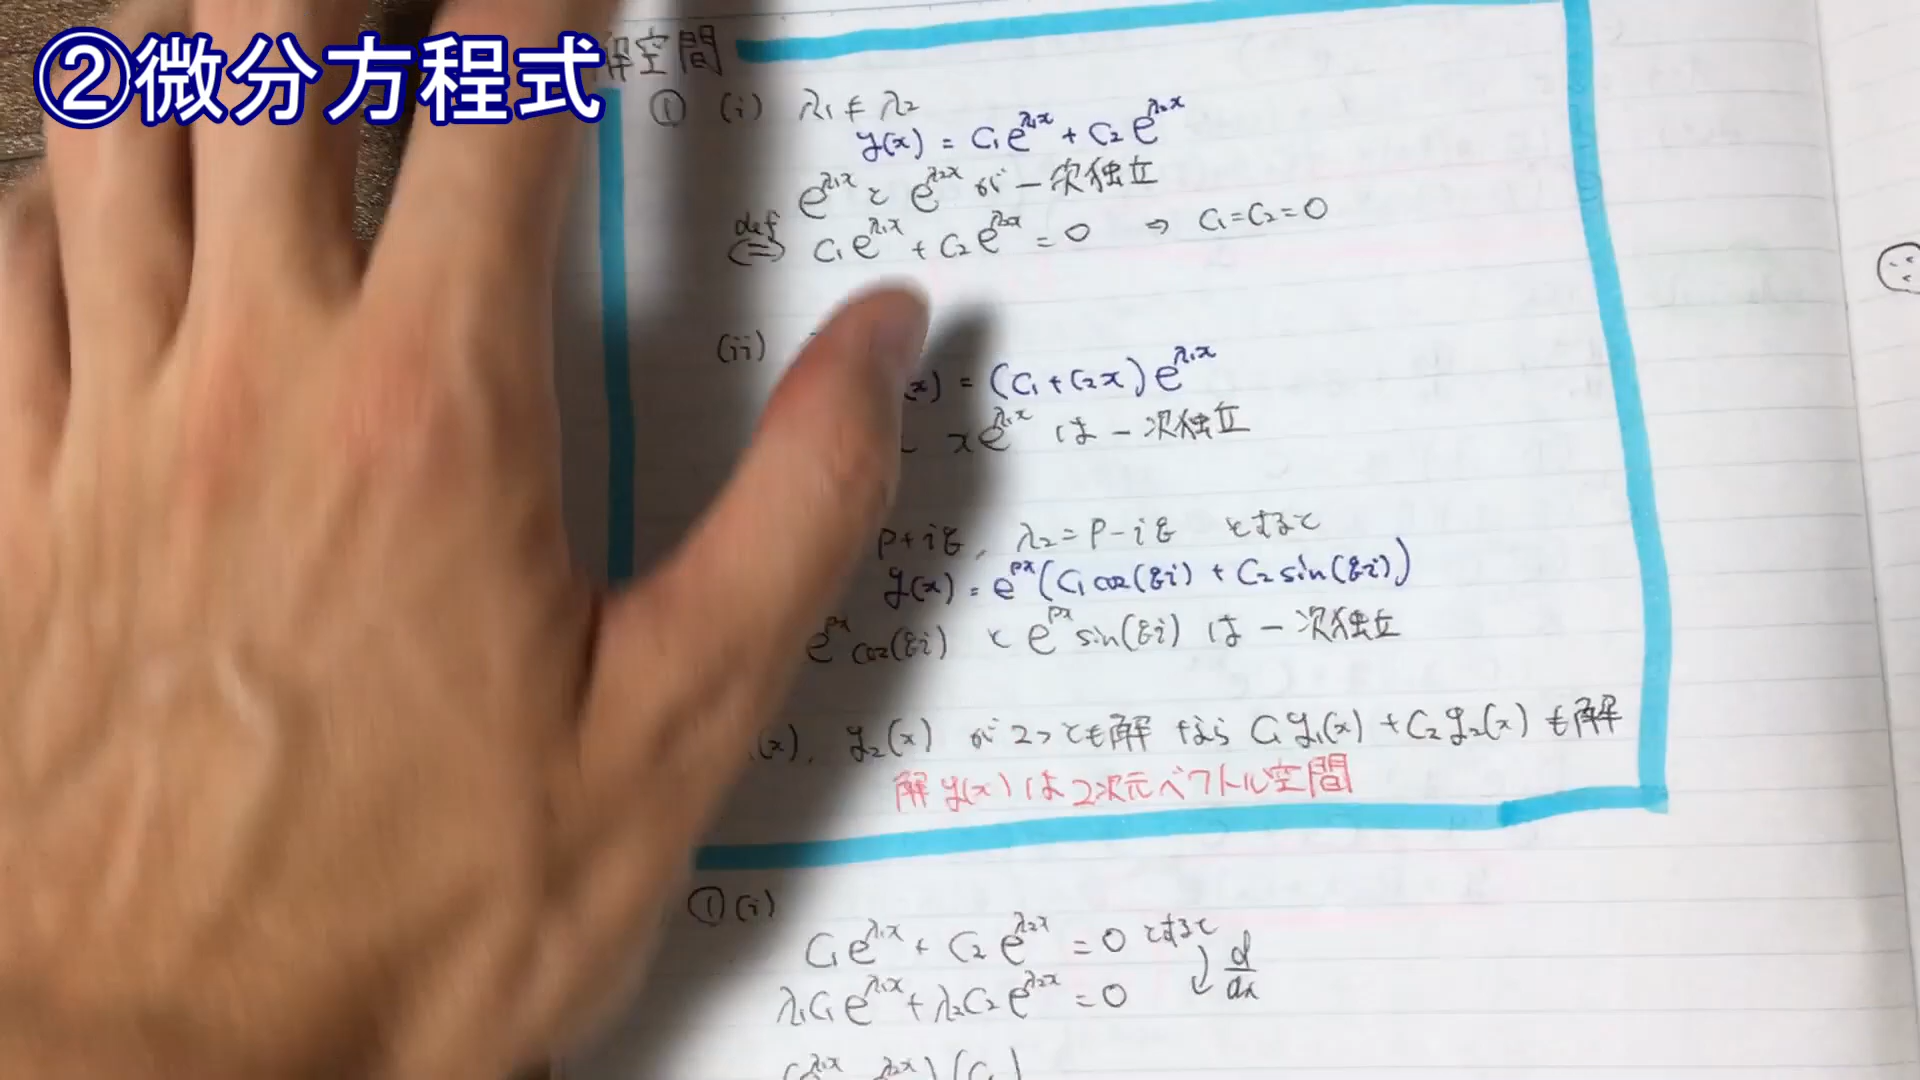 ②微分方程式
解空間
① (i) λ₁≠λ₂
y(x) = C₁e^{λ₁x} + C₂e^{λ₂x}
e^{λ₁x} と e^{λ₂x} が一次独立
def
⟺ C₁e^{λ₁x} + C₂e^{λ₂x} = 0 ⇒ C₁=C₂=0
(ii)
(x) = (C₁+C₂x)e^{λ₁x}
と xe^{λ₁x} は一次独立
p+iq, λ₂=p-iq とすると
y(x) = e^{px}(C₁cos(qi) + C₂sin(qi))
e^{px}cos(qi) と e^{px}sin(qi) は一次独立
(x), y₂(x) が2つとも解 なら C₁y₁(x) + C₂y₂(x) も解
解 y(x) は2次元ベクトル空間
① (i)
C₁e^{λ₁x} + C₂e^{λ₂x} = 0 とすると
λ₁C₁e^{λ₁x} + λ₂C₂e^{λ₂x} = 0 d/dx